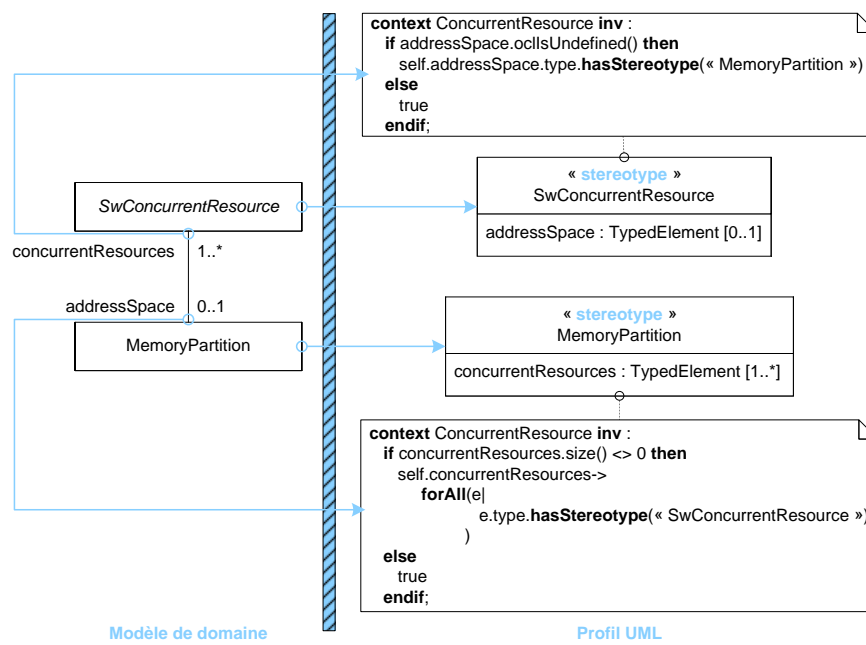 context ConcurrentResource inv :
if addressSpace.oclIsUndefined() then
self.addressSpace.type.hasStereotype(« MemoryPartition »)
else
true
endif;
« stereotype »
SwConcurrentResource
addressSpace : TypedElement [0..1]
SwConcurrentResource
concurrentResources 1..*
addressSpace 0..1
MemoryPartition
« stereotype »
MemoryPartition
concurrentResources : TypedElement [1..*]
context ConcurrentResource inv :
if concurrentResources.size() <> 0 then
self.concurrentResources->
forAll(e|
e.type.hasStereotype(« SwConcurrentResource »)
)
else
true
endif;
Modèle de domaine
Profil UML